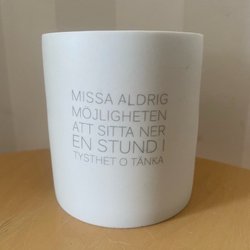 MISSA ALDRIG
MÖJLIGHETEN
ATT SITTA NER
EN STUND I
TYSTHET O TÄNKA